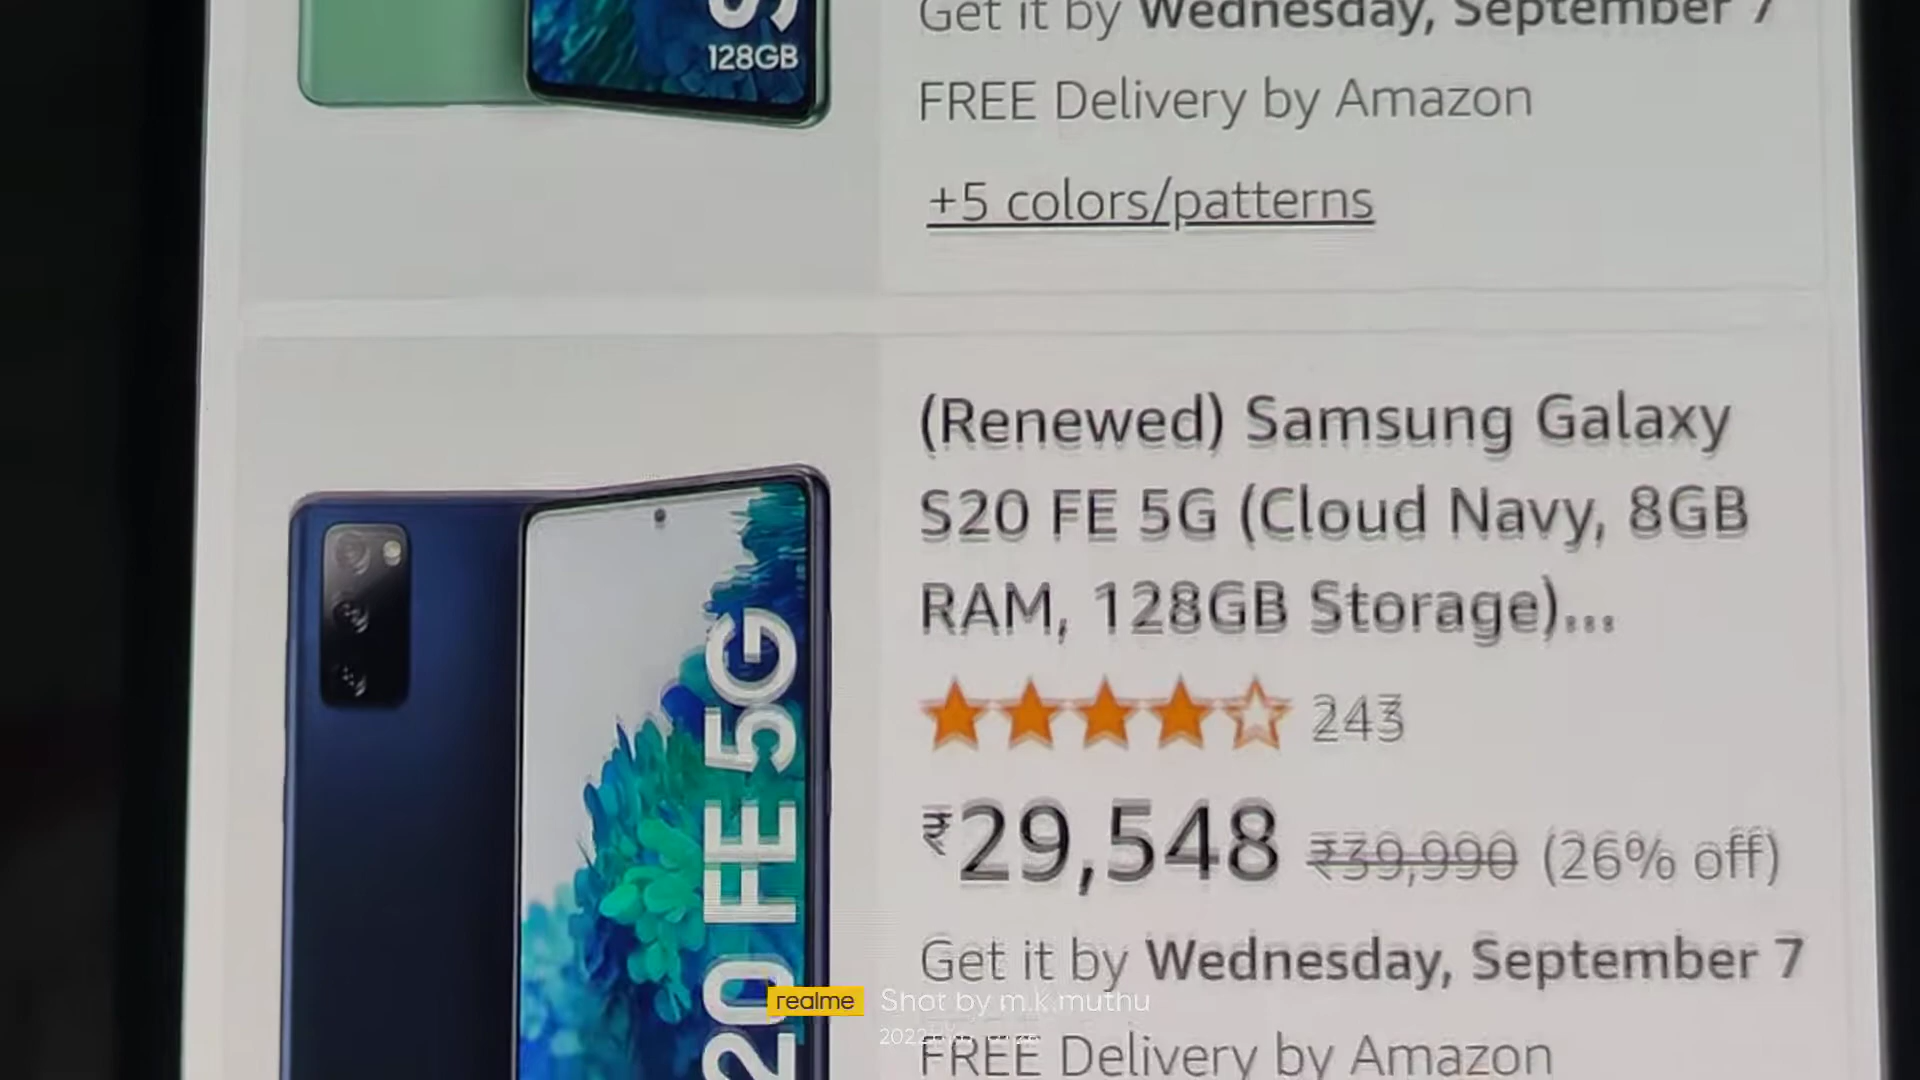 128GB
Get it by Wednesday, September 7
FREE Delivery by Amazon
+5 colors/patterns
(Renewed) Samsung Galaxy
S20 FE 5G (Cloud Navy, 8GB
RAM, 128GB Storage)...
243
₹29,548 ₹39,990 (26% off)
Get it by Wednesday, September 7
FREE Delivery by Amazon
20 FE 5G
realme Shot by m.k.muthu